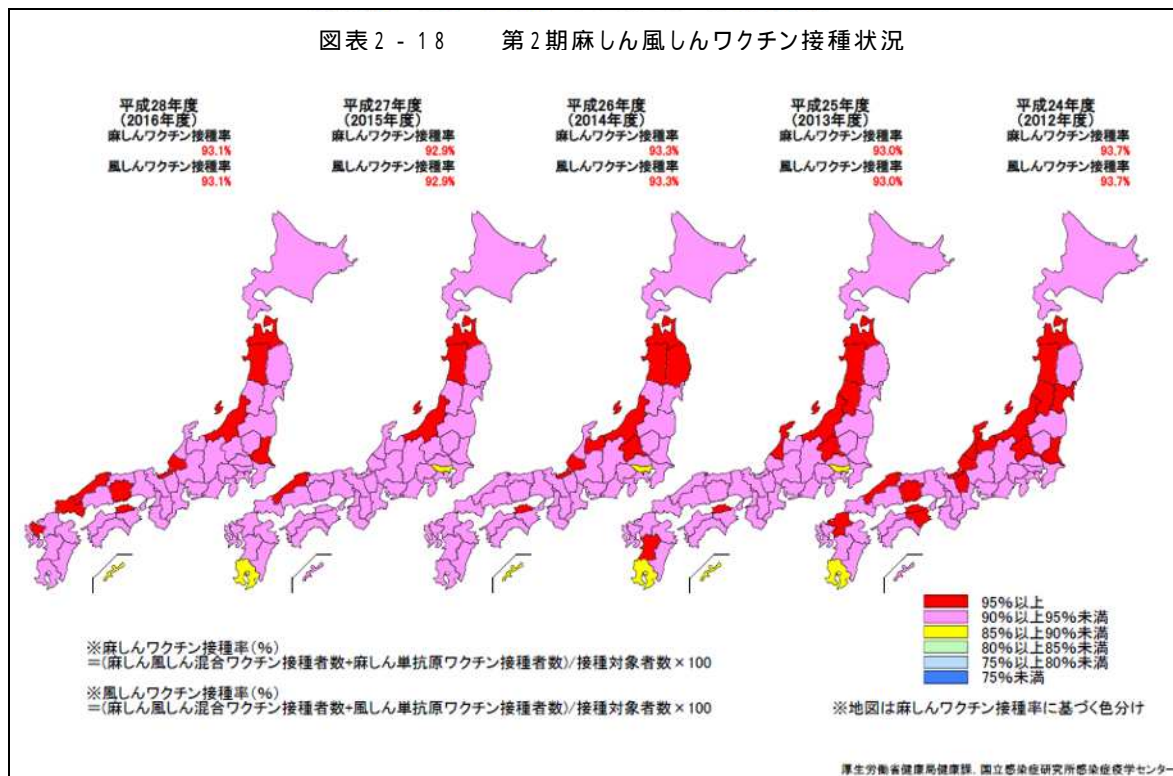 図表2-18　　第2期麻しん風しんワクチン接種状況
平成28年度
(2016年度)
麻しんワクチン接種率
93.1%
風しんワクチン接種率
93.1%
平成27年度
(2015年度)
麻しんワクチン接種率
92.9%
風しんワクチン接種率
92.9%
平成26年度
(2014年度)
麻しんワクチン接種率
93.3%
風しんワクチン接種率
93.3%
平成25年度
(2013年度)
麻しんワクチン接種率
93.0%
風しんワクチン接種率
93.0%
平成24年度
(2012年度)
麻しんワクチン接種率
93.7%
風しんワクチン接種率
93.7%
95%以上
90%以上95%未満
85%以上90%未満
80%以上85%未満
75%以上80%未満
75%未満
※麻しんワクチン接種率(%)
=(麻しん風しん混合ワクチン接種者数+麻しん単抗原ワクチン接種者数)/接種対象者数×100
※風しんワクチン接種率(%)
=(麻しん風しん混合ワクチン接種者数+風しん単抗原ワクチン接種者数)/接種対象者数×100
※地図は麻しんワクチン接種率に基づく色分け
厚生労働省健康局健康課、国立感染症研究所感染症疫学センター